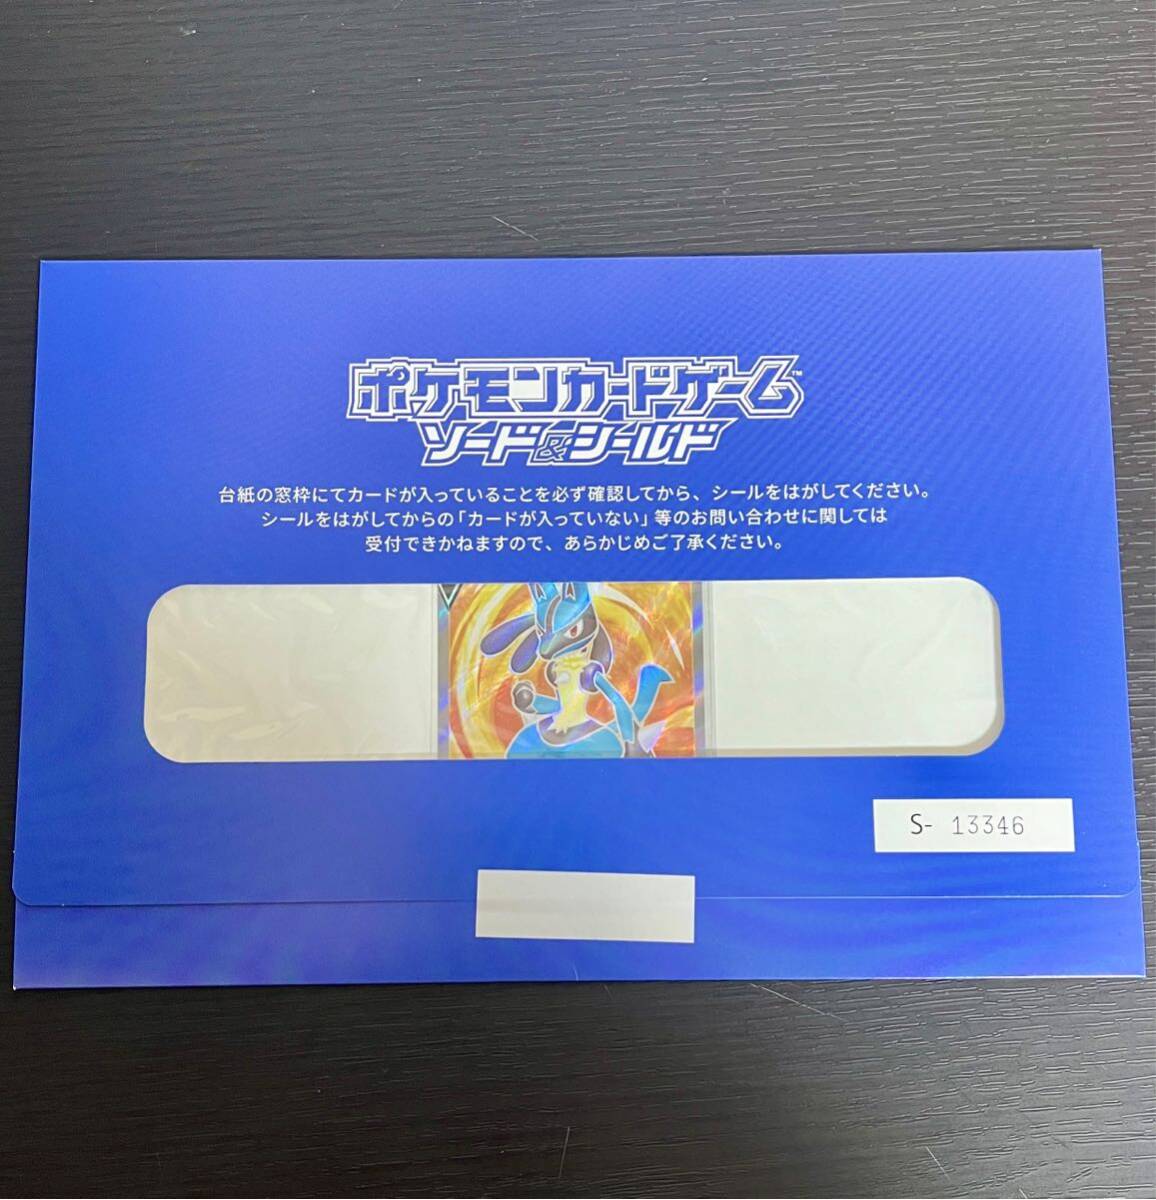 ポケモンカードゲーム™
ソード&シールド
台紙の窓枠にてカードが入っていることを必ず確認してから、シールをはがしてください。
シールをはがしてからの「カードが入っていない」等のお問い合わせに関しては
受付できかねますので、あらかじめご了承ください。
S- 13346